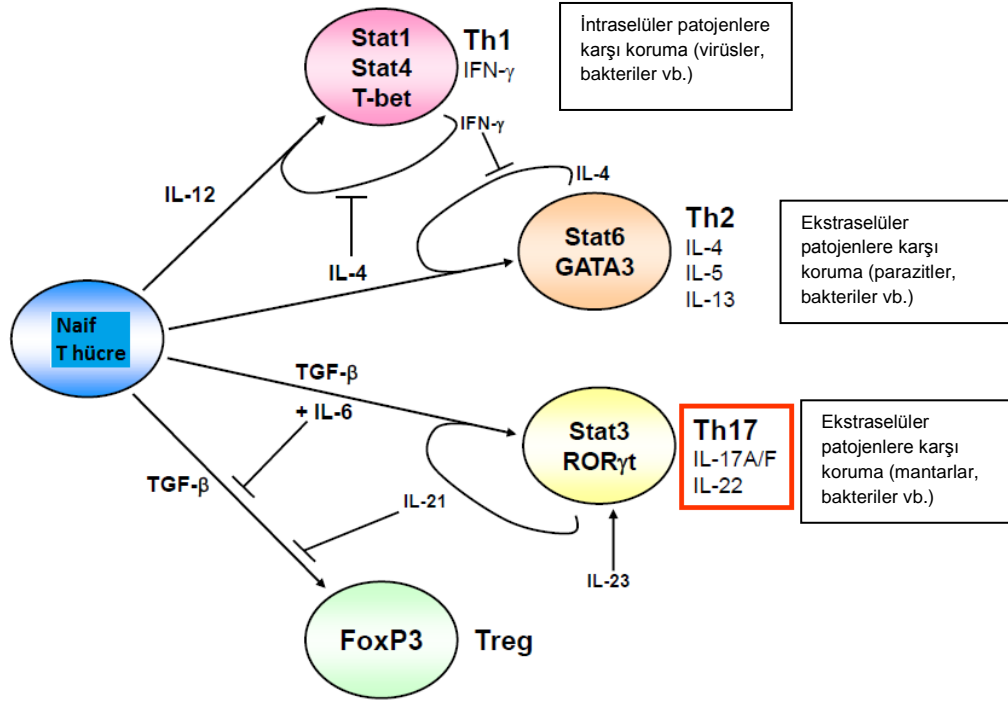 Stat1
Stat4
T-bet
Th1
IFN-γ
İntraselüler patojenlere
karşı koruma (virüsler,
bakteriler vb.)
IFN-γ
IL-4
IL-12
IL-4
Stat6
GATA3
Th2
IL-4
IL-5
IL-13
Ekstraselüler
patojenlere karşı
koruma (parazitler,
bakteriler vb.)
Naif
T hücre
TGF-β
+ IL-6
TGF-β
IL-21
Stat3
RORγt
Th17
IL-17A/F
IL-22
Ekstraselüler
patojenlere karşı
koruma (mantarlar,
bakteriler vb.)
IL-23
FoxP3
Treg